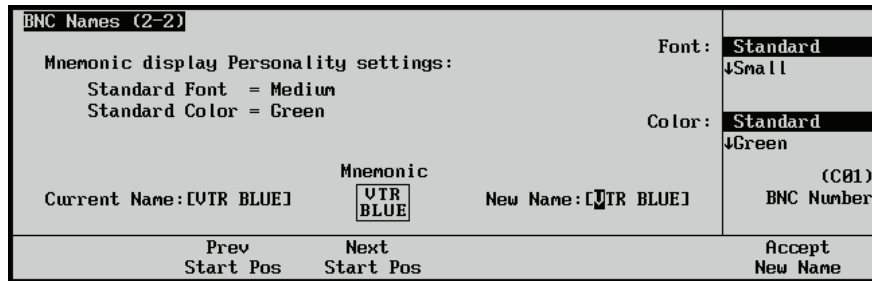 BNC Names (2-2)
Font: Standard
Mnemonic display Personality settings:
↓Small
Standard Font = Medium
Standard Color = Green
Color: Standard
↓Green
Mnemonic
(C01)
Current Name:[VTR BLUE]
VTR
BLUE
New Name:[VTR BLUE]
BNC Number
Prev
Start Pos
Next
Start Pos
Accept
New Name